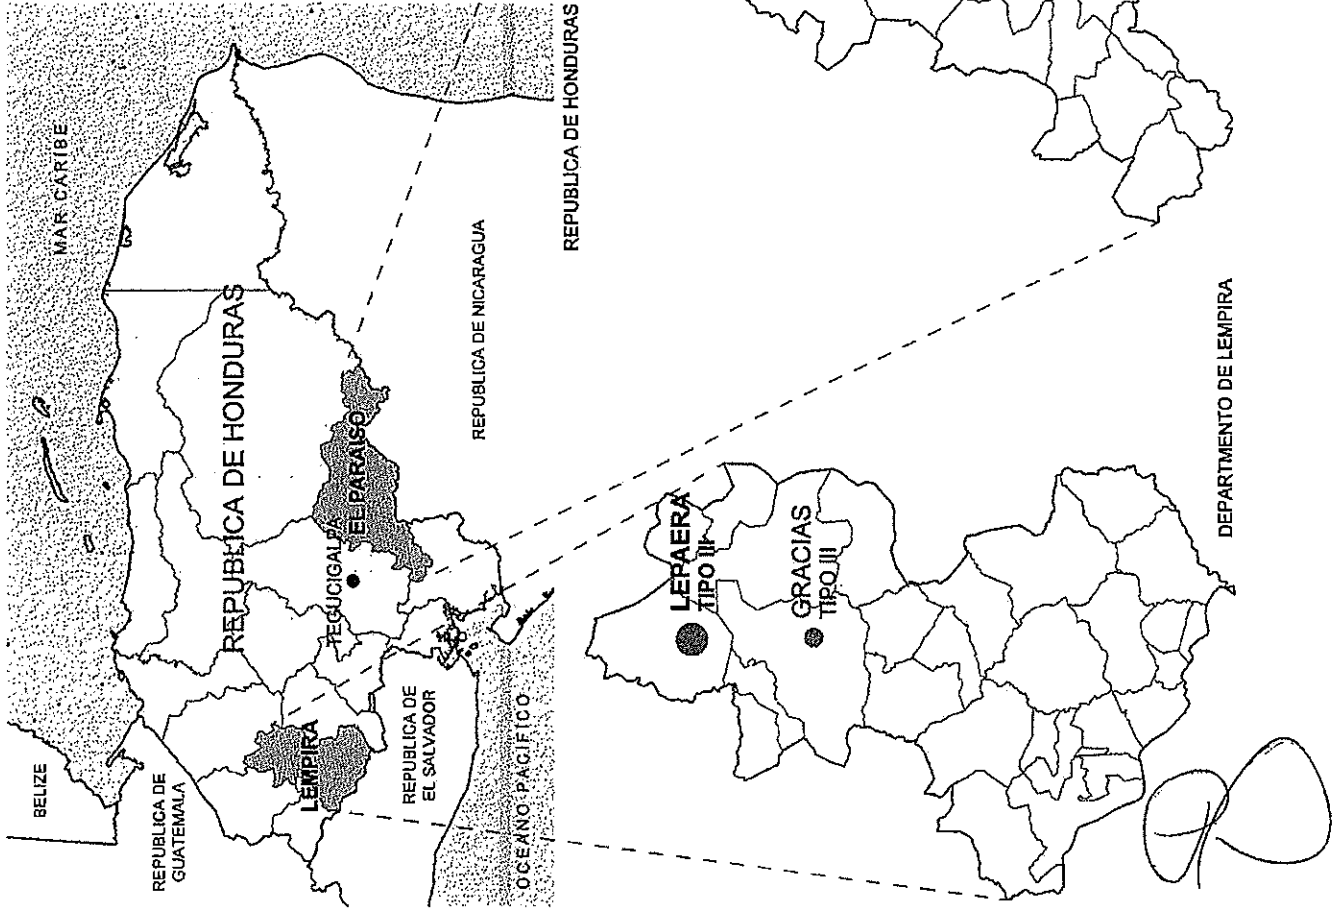 MAR CARIBE
BELIZE
REPUBLICA DE
GUATEMALA
REPUBLICA DE HONDURAS
TEGUCIGALPA
EL PARAISO
LEMPIRA
REPUBLICA DE
EL SALVADOR
REPUBLICA DE NICARAGUA
OCEANO PACIFICO
REPUBLICA DE HONDURAS
LEPAERA
TIPO III
GRACIAS
TIPO III
DEPARTMENTO DE LEMPIRA